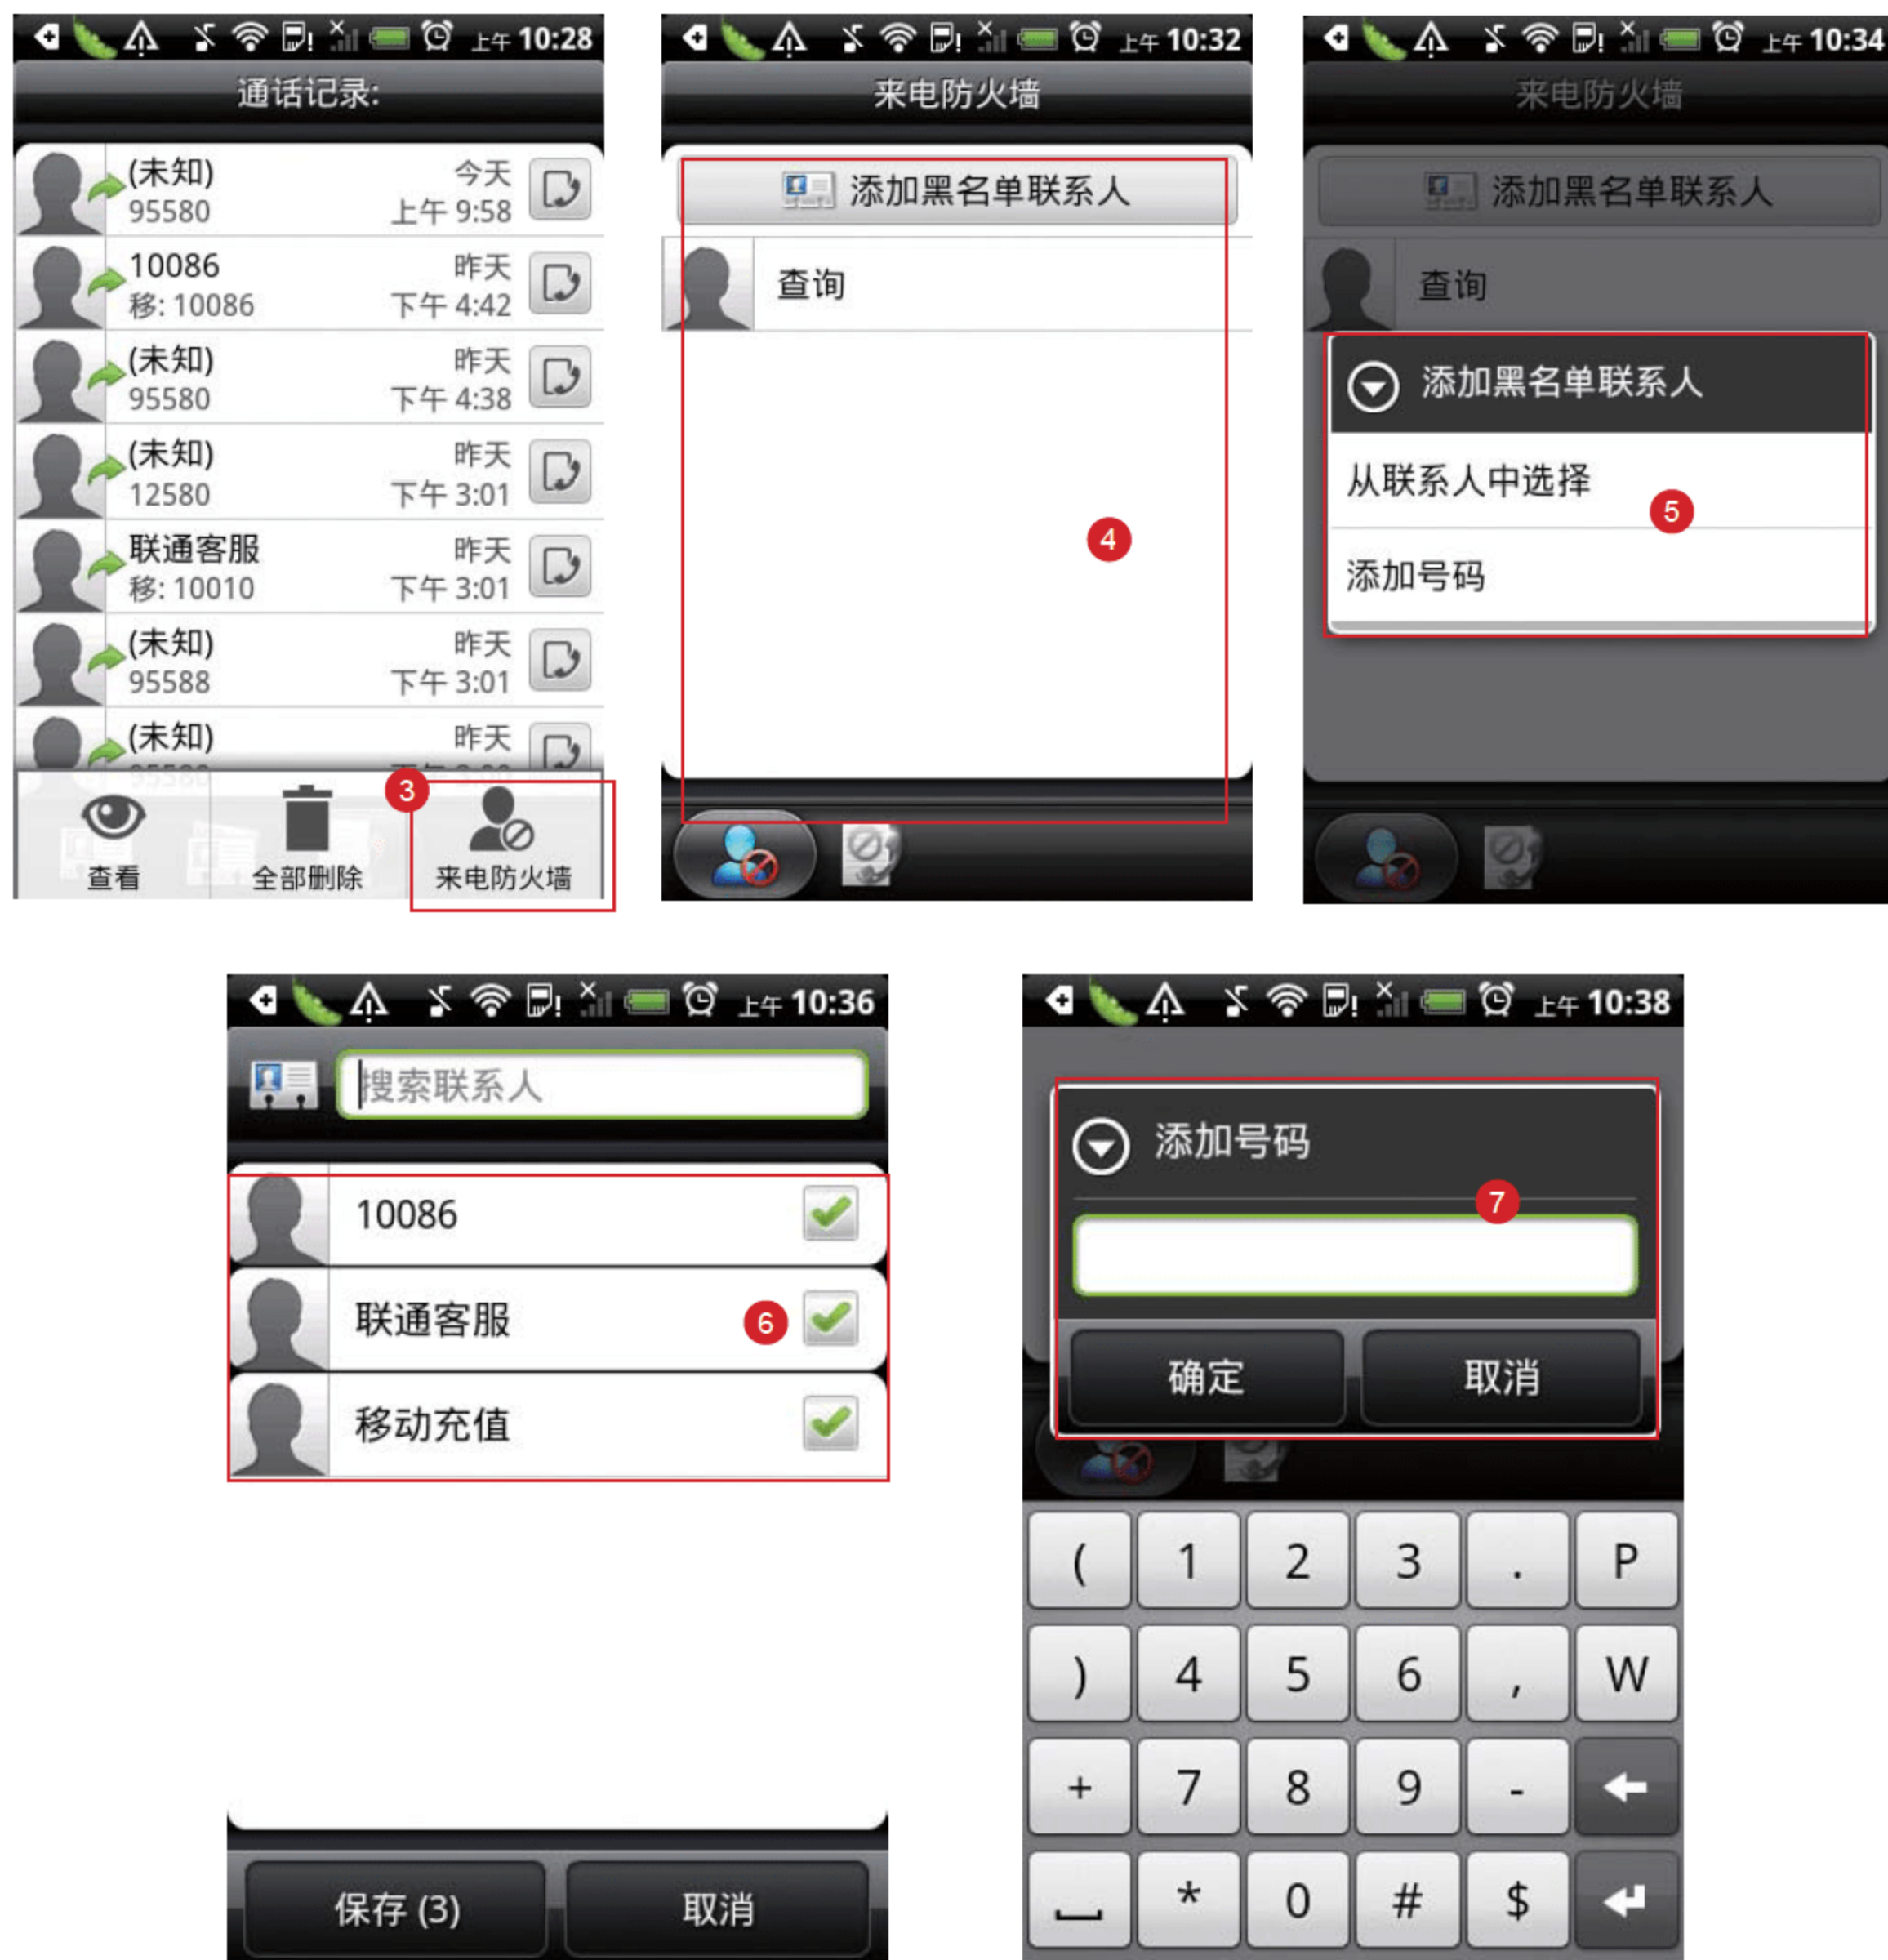 上午 10:28
通话记录:
(未知)
今天
95580
上午 9:58
10086
昨天
移: 10086
下午 4:42
(未知)
昨天
95580
下午 4:38
(未知)
昨天
12580
下午 3:01
联通客服
昨天
移: 10010
下午 3:01
(未知)
昨天
95588
下午 3:01
(未知)
昨天
95580
3
查看
全部删除
来电防火墙
上午 10:32
来电防火墙
添加黑名单联系人
查询
4
上午 10:34
来电防火墙
添加黑名单联系人
查询
添加黑名单联系人
从联系人中选择
5
添加号码
上午 10:36
搜索联系人
10086
联通客服
6
移动充值
保存 (3)
取消
上午 10:38
添加号码
7
确定
取消
( 1 2 3 . P
) 4 5 6 , W
+ 7 8 9 -
* 0 # $